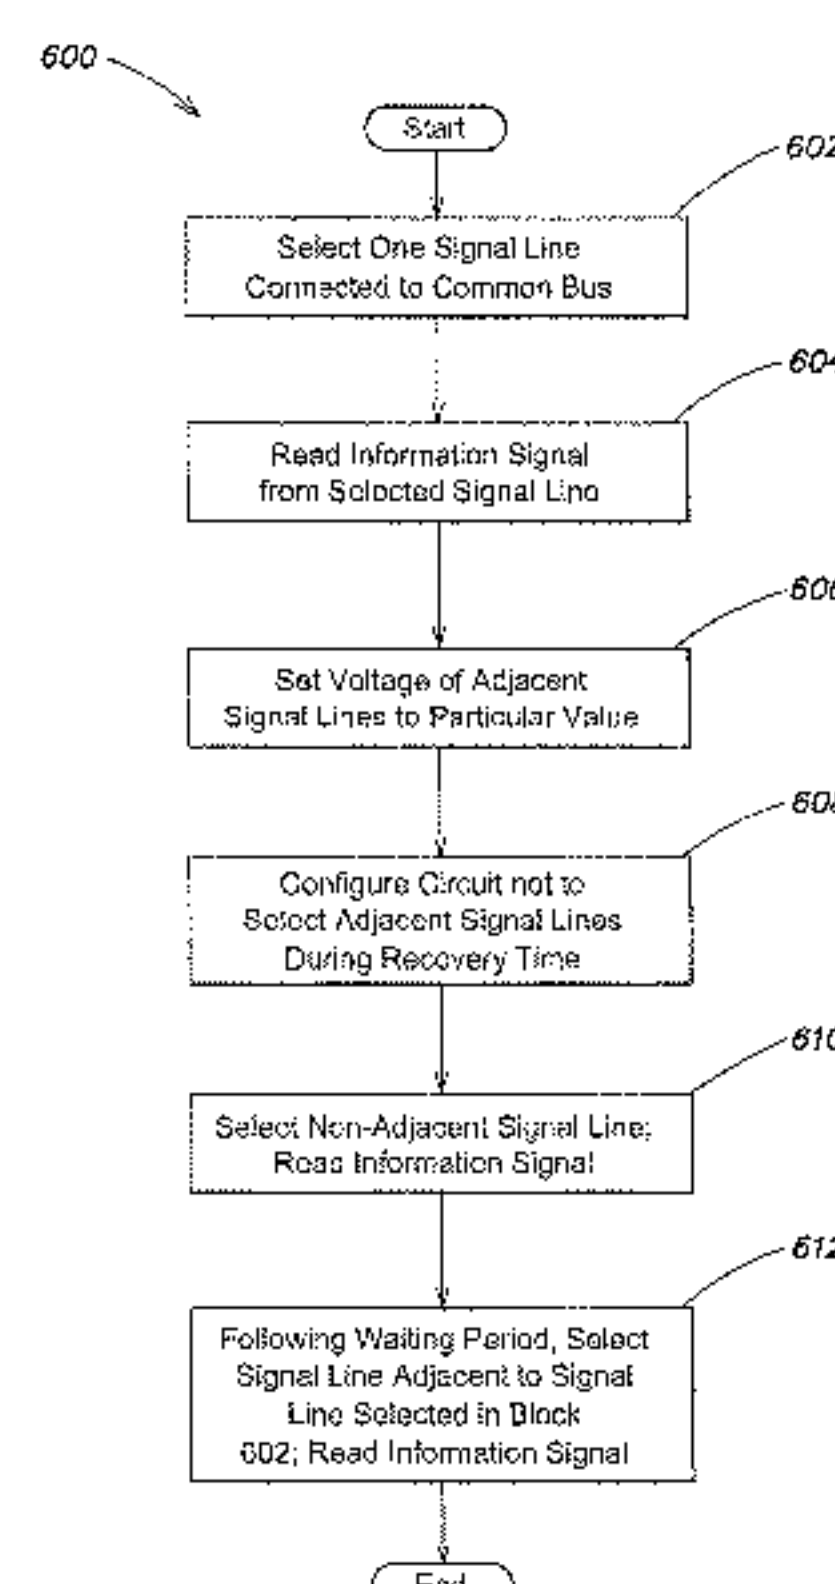 600
Start
602
Select One Signal Line
Connected to Common Bus
604
Read Information Signal
from Selected Signal Line
606
Set Voltage of Adjacent
Signal Lines to Particular Value
608
Configure Circuit not to
Select Adjacent Signal Lines
During Recovery Time
610
Select Non-Adjacent Signal Line;
Read Information Signal
612
Following Waiting Period, Select
Signal Line Adjacent to Signal
Line Selected in Block
602; Read Information Signal
End